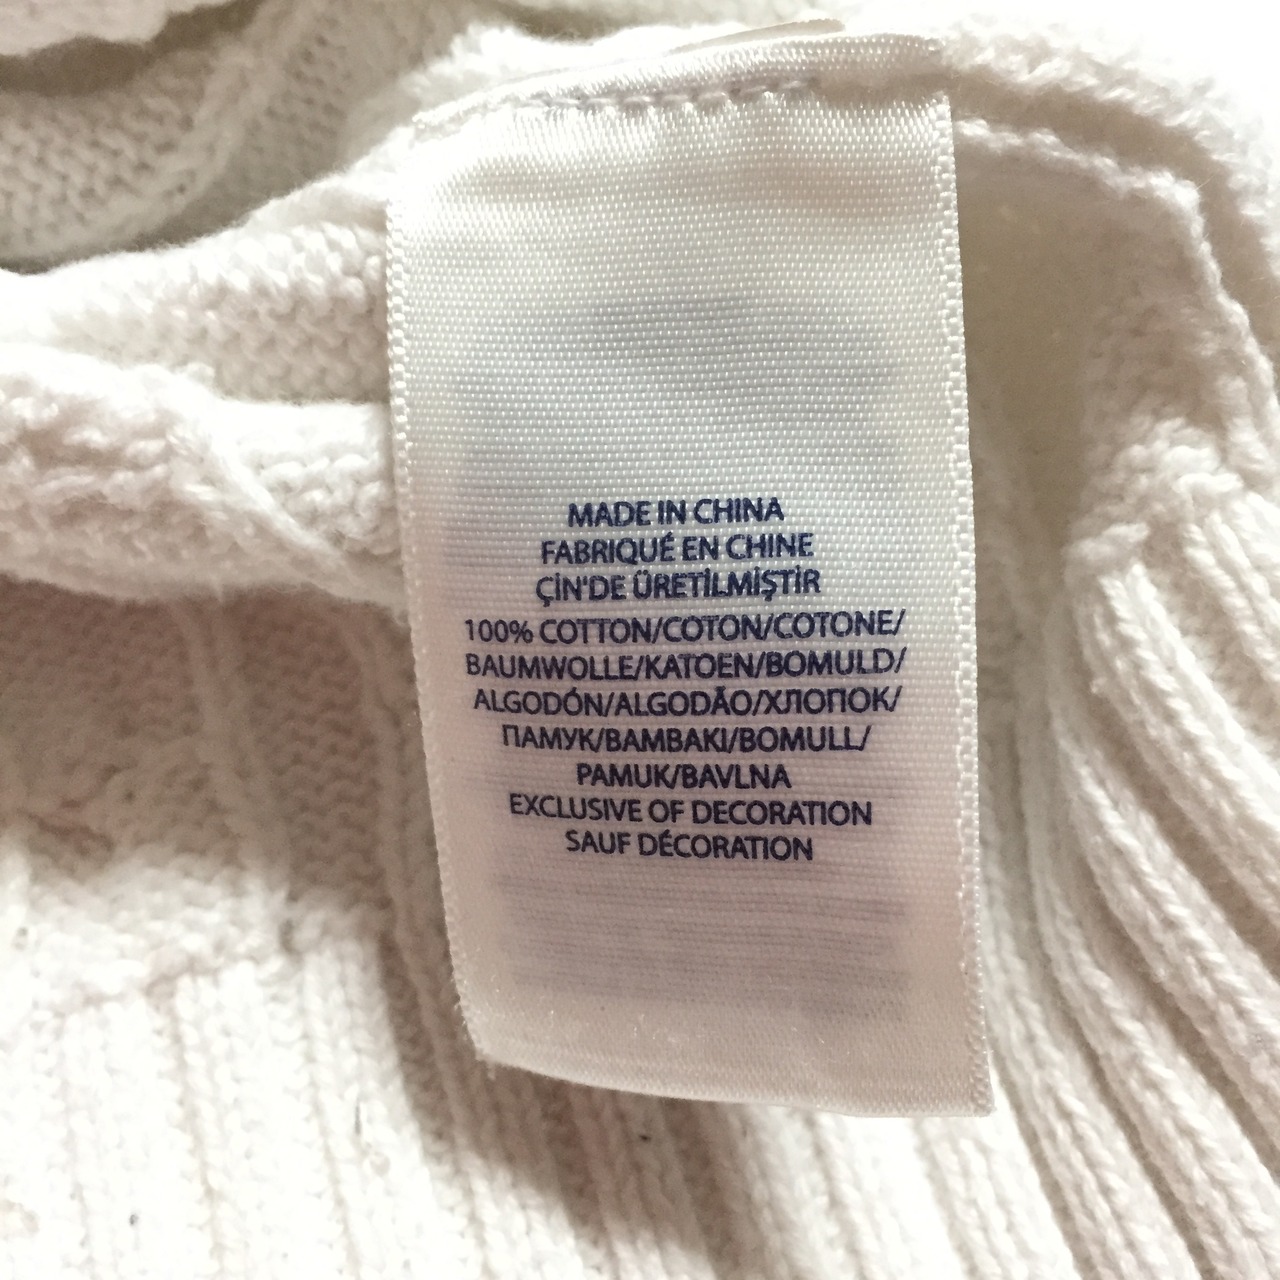 MADE IN CHINA
FABRIQUÉ EN CHINE
ÇİN'DE ÜRETİLMİŞTİR
100% COTTON/COTON/COTONE/
BAUMWOLLE/KATOEN/BOMULD/
ALGODÓN/ALGODÃO/ХЛОПОК/
ПАМУК/BAMBAKI/BOMULL/
PAMUK/BAVLNA
EXCLUSIVE OF DECORATION
SAUF DÉCORATION